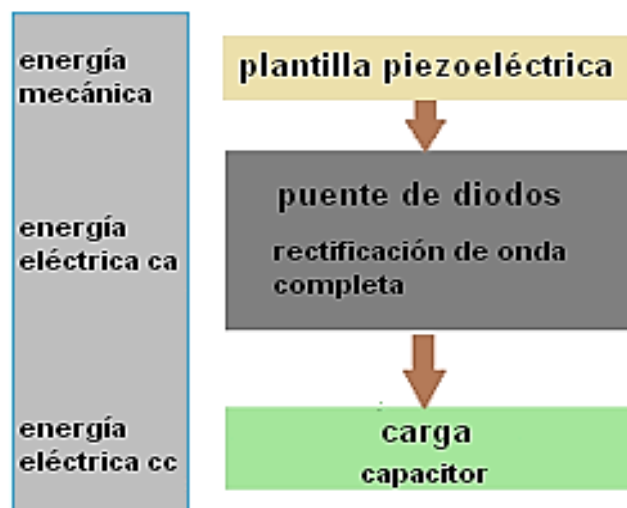 energía
mecánica
plantilla piezoeléctrica
energía
eléctrica ca
puente de diodos
rectificación de onda
completa
energía
eléctrica cc
carga
capacitor